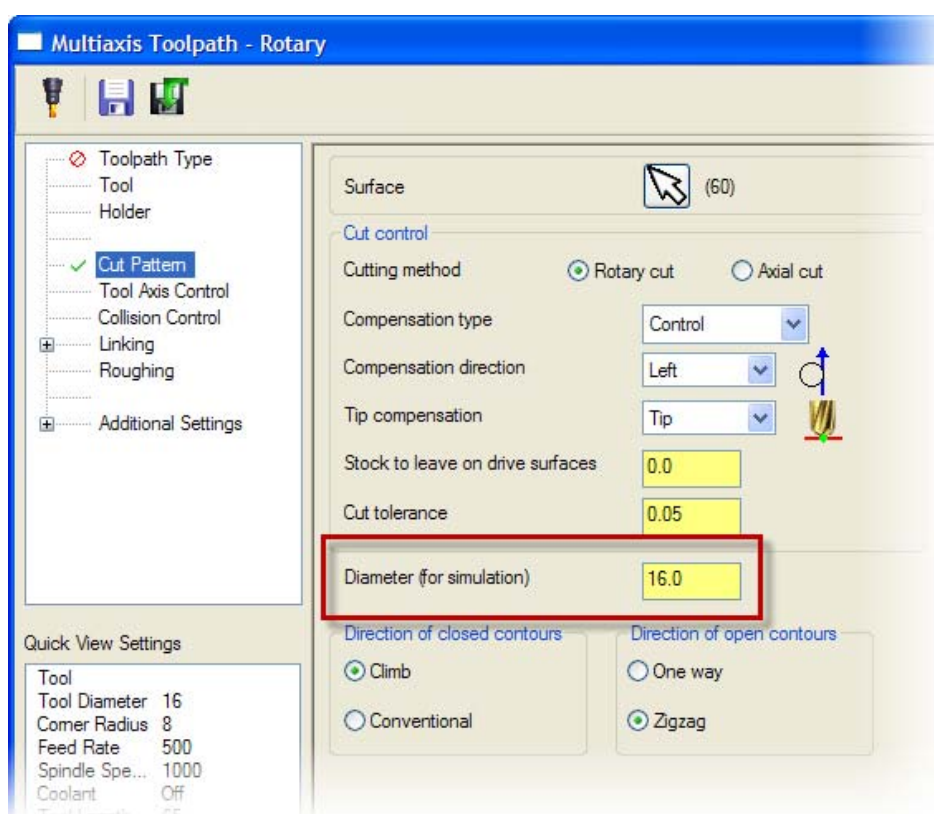 Multiaxis Toolpath - Rotary
Toolpath Type
Tool
Holder
Cut Pattern
Tool Axis Control
Collision Control
Linking
Roughing
Additional Settings
Quick View Settings
Tool
Tool Diameter 16
Corner Radius 8
Feed Rate 500
Spindle Spe... 1000
Coolant Off
Surface (60)
Cut control
Cutting method Rotary cut Axial cut
Compensation type Control
Compensation direction Left
Tip compensation Tip
Stock to leave on drive surfaces 0.0
Cut tolerance 0.05
Diameter (for simulation) 16.0
Direction of closed contours
Climb
Conventional
Direction of open contours
One way
Zigzag